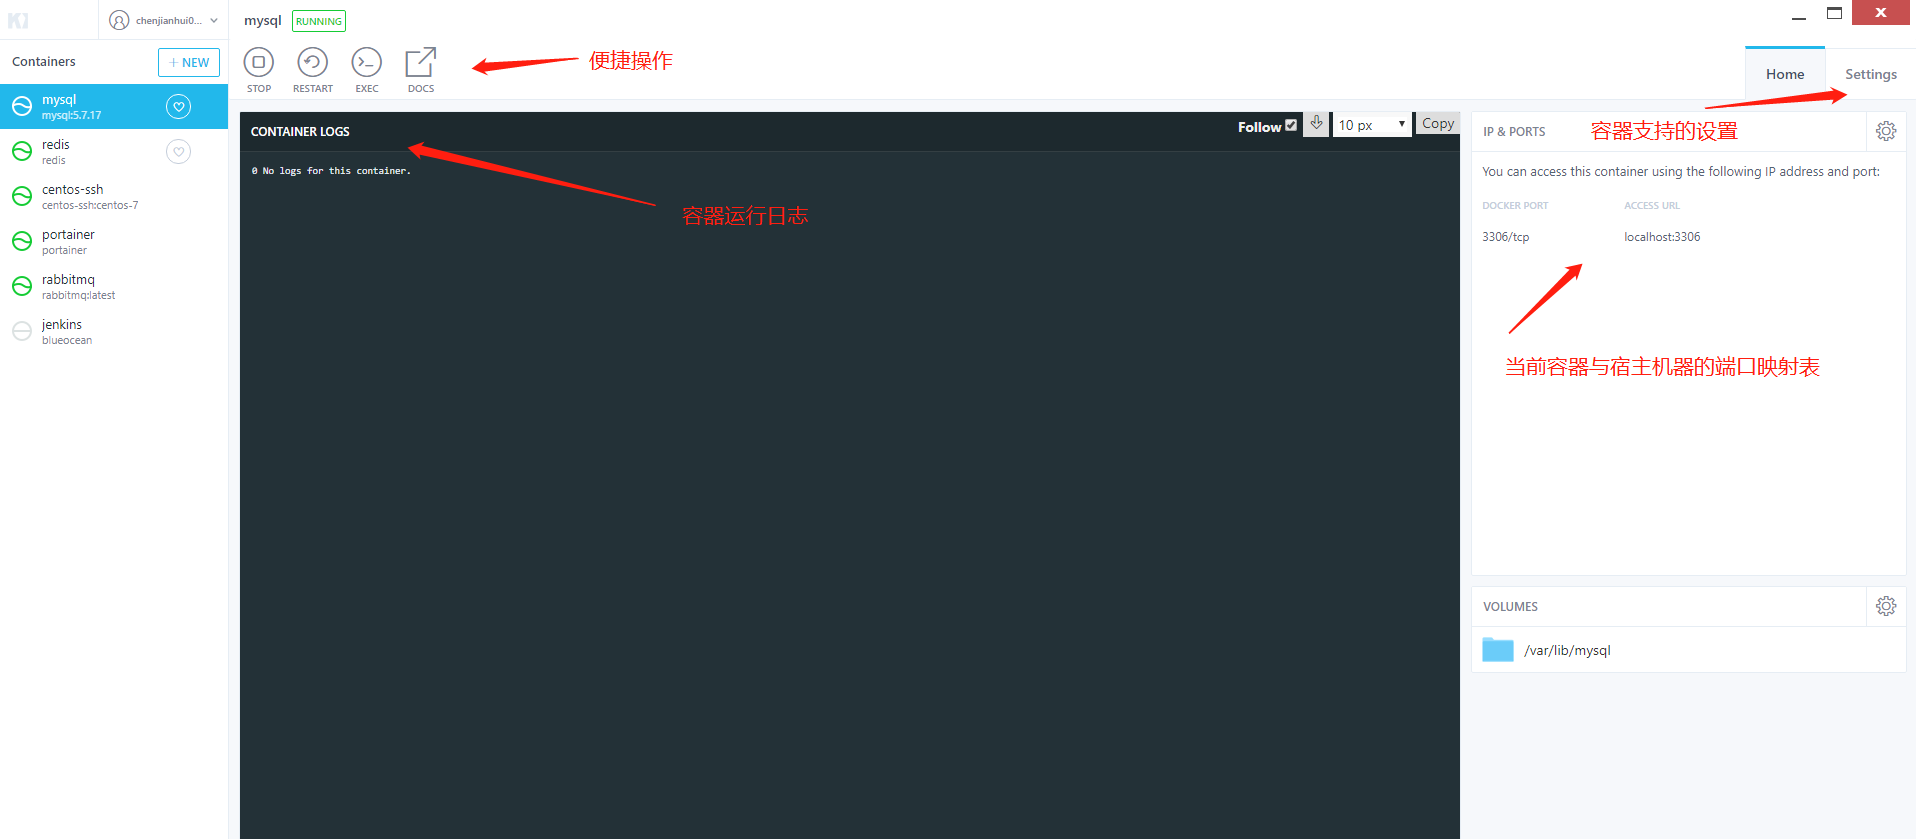 chenjianhui0...
Containers
+ NEW
mysql
mysql:5.7.17
redis
redis
centos-ssh
centos-ssh:centos-7
portainer
portainer
rabbitmq
rabbitmq:latest
jenkins
blueocean
mysql RUNNING
STOP RESTART EXEC DOCS
便捷操作
Home Settings
CONTAINER LOGS
Follow 10 px Copy
0 No logs for this container.
容器运行日志
IP & PORTS
容器支持的设置
You can access this container using the following IP address and port:
DOCKER PORT ACCESS URL
3306/tcp localhost:3306
当前容器与宿主机器的端口映射表
VOLUMES
/var/lib/mysql